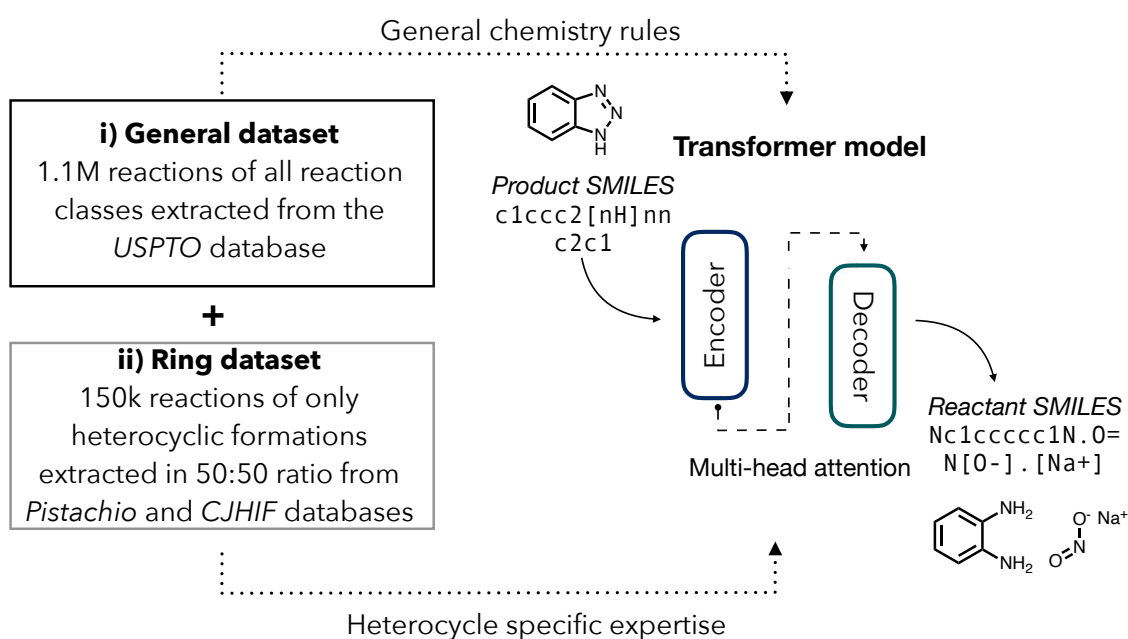 General chemistry rules
i) General dataset
1.1M reactions of all reaction
classes extracted from the
USPTO database
+
ii) Ring dataset
150k reactions of only
heterocyclic formations
extracted in 50:50 ratio from
Pistachio and CJHIF databases
N
N
N
H
Transformer model
Product SMILES
c1ccc2[nH]nn
c2c1
Encoder
Decoder
Multi-head attention
Reactant SMILES
Nc1ccccc1N.O=
N[O-].[Na+]
NH₂
NH₂
O⁻ Na⁺
N
O
Heterocycle specific expertise